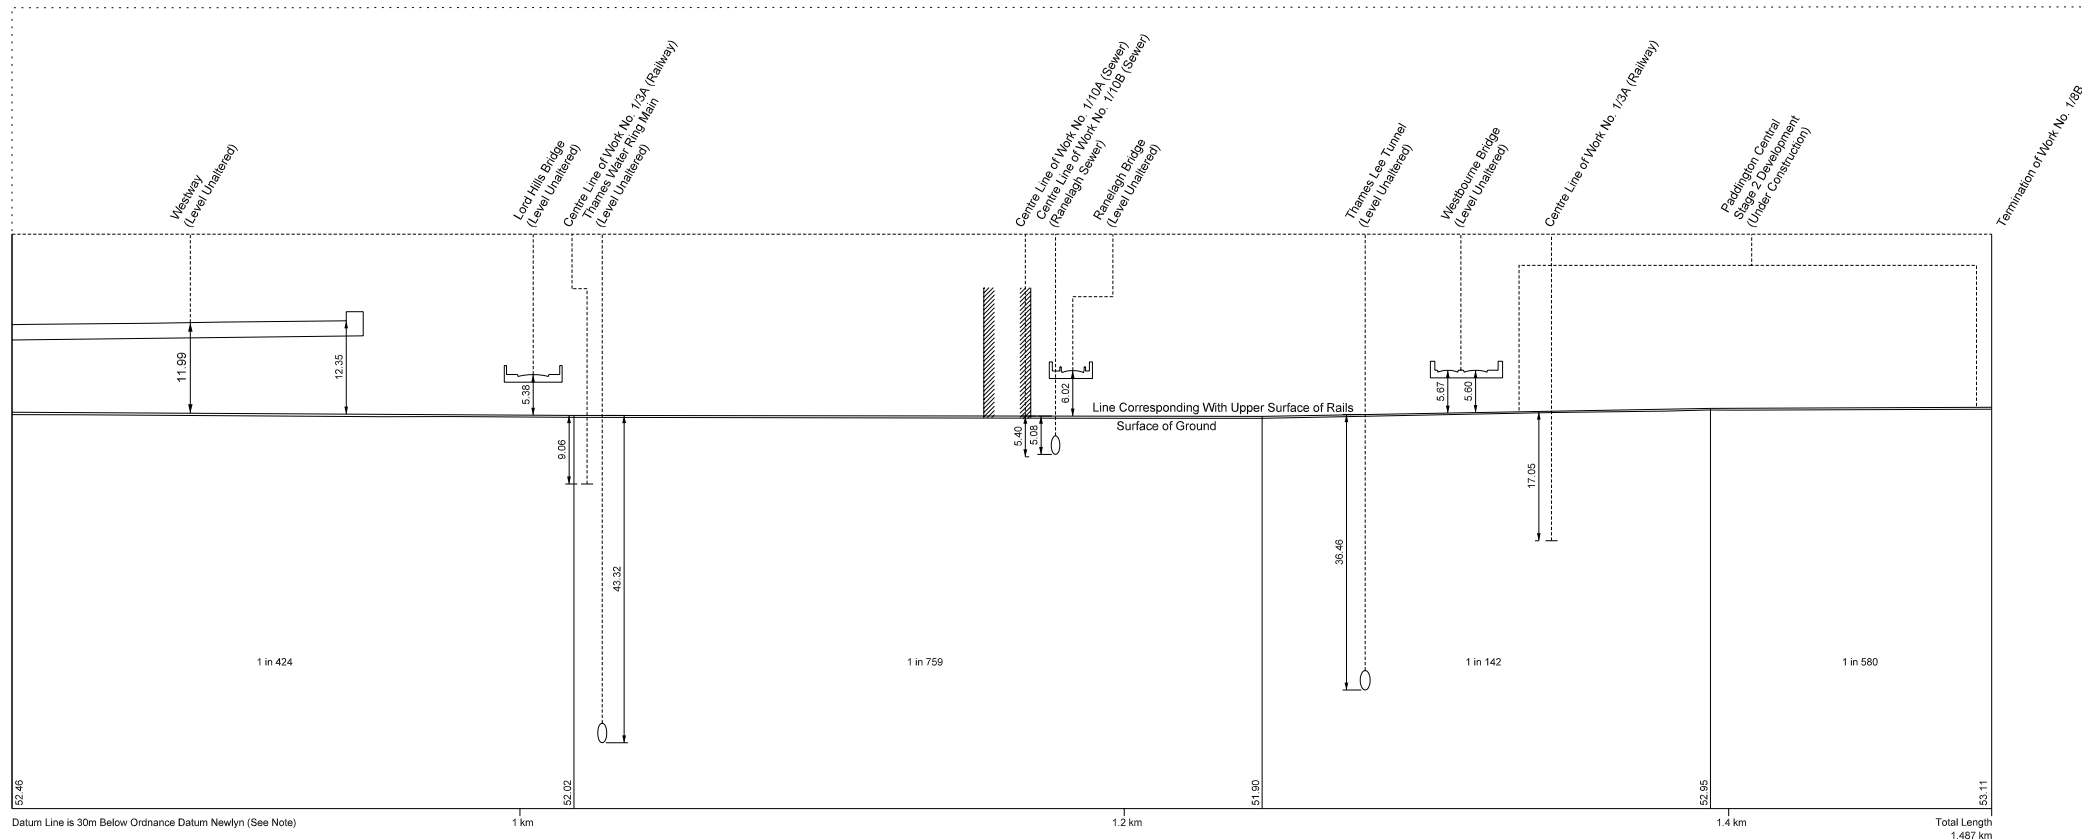 Westway
(Level Unaltered)
Lord Hills Bridge
(Level Unaltered)
Centre Line of Work No. 1/3A (Railway)
Thames Water Ring Main
(Level Unaltered)
Centre Line of Work No. 1/10A (Sewer)
Centre Line of Work No. 1/10B (Sewer)
(Ranelagh Sewer)
Ranelagh Bridge
(Level Unaltered)
Thames Lee Tunnel
(Level Unaltered)
Westbourne Bridge
(Level Unaltered)
Centre Line of Work No. 1/3A (Railway)
Paddington Central
Stage 2 Development
(Under Construction)
Termination of Work No. 1/8B
11.99
12.35
5.38
6.02
5.67
5.60
Line Corresponding With Upper Surface of Rails
Surface of Ground
9.06
43.32
5.40
5.08
36.46
17.05
1 in 424
1 in 759
1 in 142
1 in 580
52.46
52.02
51.90
52.95
53.11
Datum Line is 30m Below Ordnance Datum Newlyn (See Note)
1 km
1.2 km
1.4 km
Total Length
1.487 km